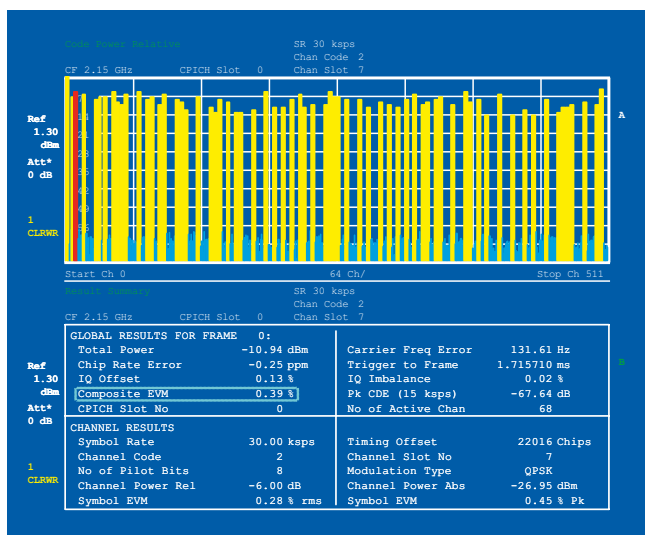 Code Power Relative SR 30 ksps
Chan Code 2
CF 2.15 GHz CPICH Slot 0 Chan Slot 7
Ref
1.30
dBm
Att*
0 dB
1
CLRWR
A
-7
14
21
28
35
42
49
56
Start Ch 0 64 Ch/ Stop Ch 511
Result Summary SR 30 ksps
Chan Code 2
CF 2.15 GHz CPICH Slot 0 Chan Slot 7
GLOBAL RESULTS FOR FRAME 0:
Total Power -10.94 dBm Carrier Freq Error 131.61 Hz
Chip Rate Error -0.25 ppm Trigger to Frame 1.715710 ms
IQ Offset 0.13 % IQ Imbalance 0.02 %
Composite EVM 0.39 % Pk CDE (15 ksps) -67.64 dB
CPICH Slot No 0 No of Active Chan 68
CHANNEL RESULTS
Symbol Rate 30.00 ksps Timing Offset 22016 Chips
Channel Code 2 Channel Slot No 7
No of Pilot Bits 8 Modulation Type QPSK
Channel Power Rel -6.00 dB Channel Power Abs -26.95 dBm
Symbol EVM 0.28 % rms Symbol EVM 0.45 % Pk
Ref
1.30
dBm
Att*
0 dB
1
CLRWR
B